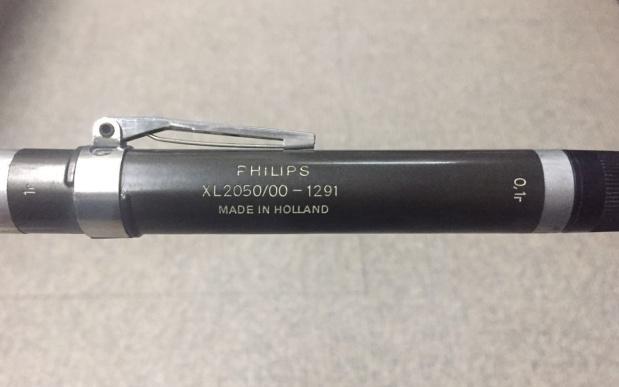 PHILIPS
XL2050/00-1291
MADE IN HOLLAND
0,1r